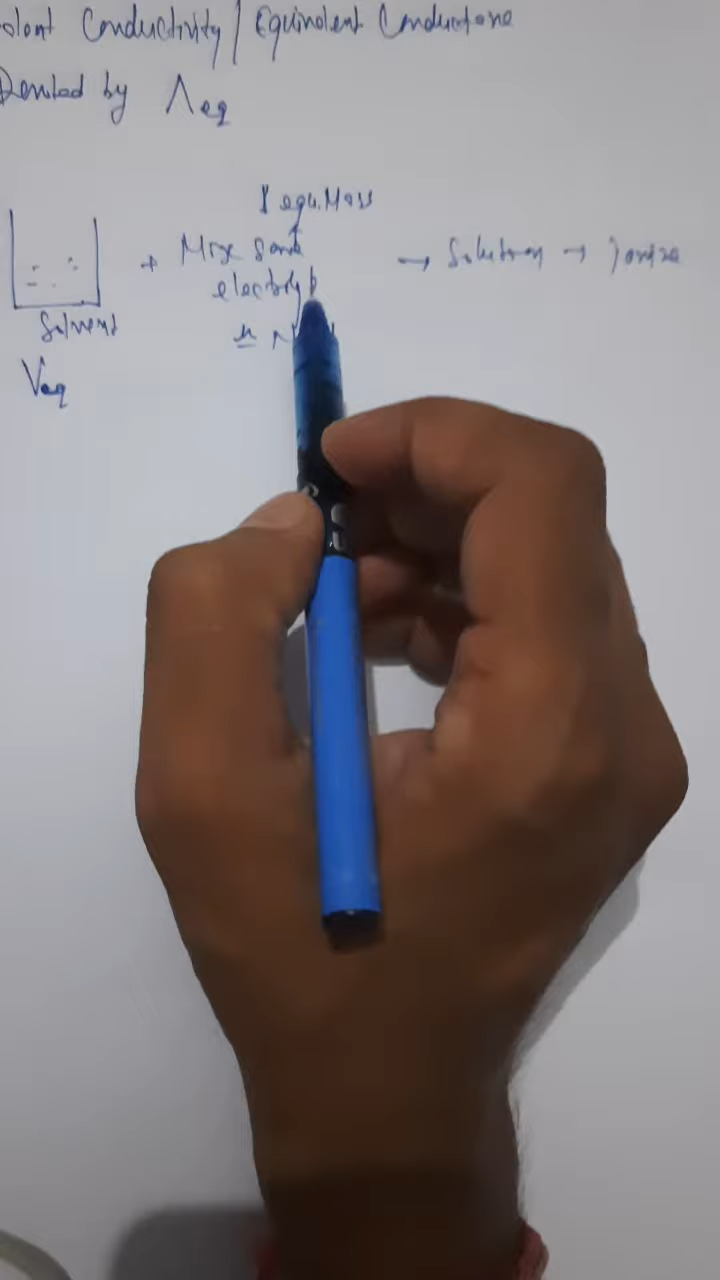 Conductivity / Equivalent Conductance
Denoted by Λeq
1 equ. Mass
+ Mix some → Solution → Ionize
electrolyte
Solvent
Veq